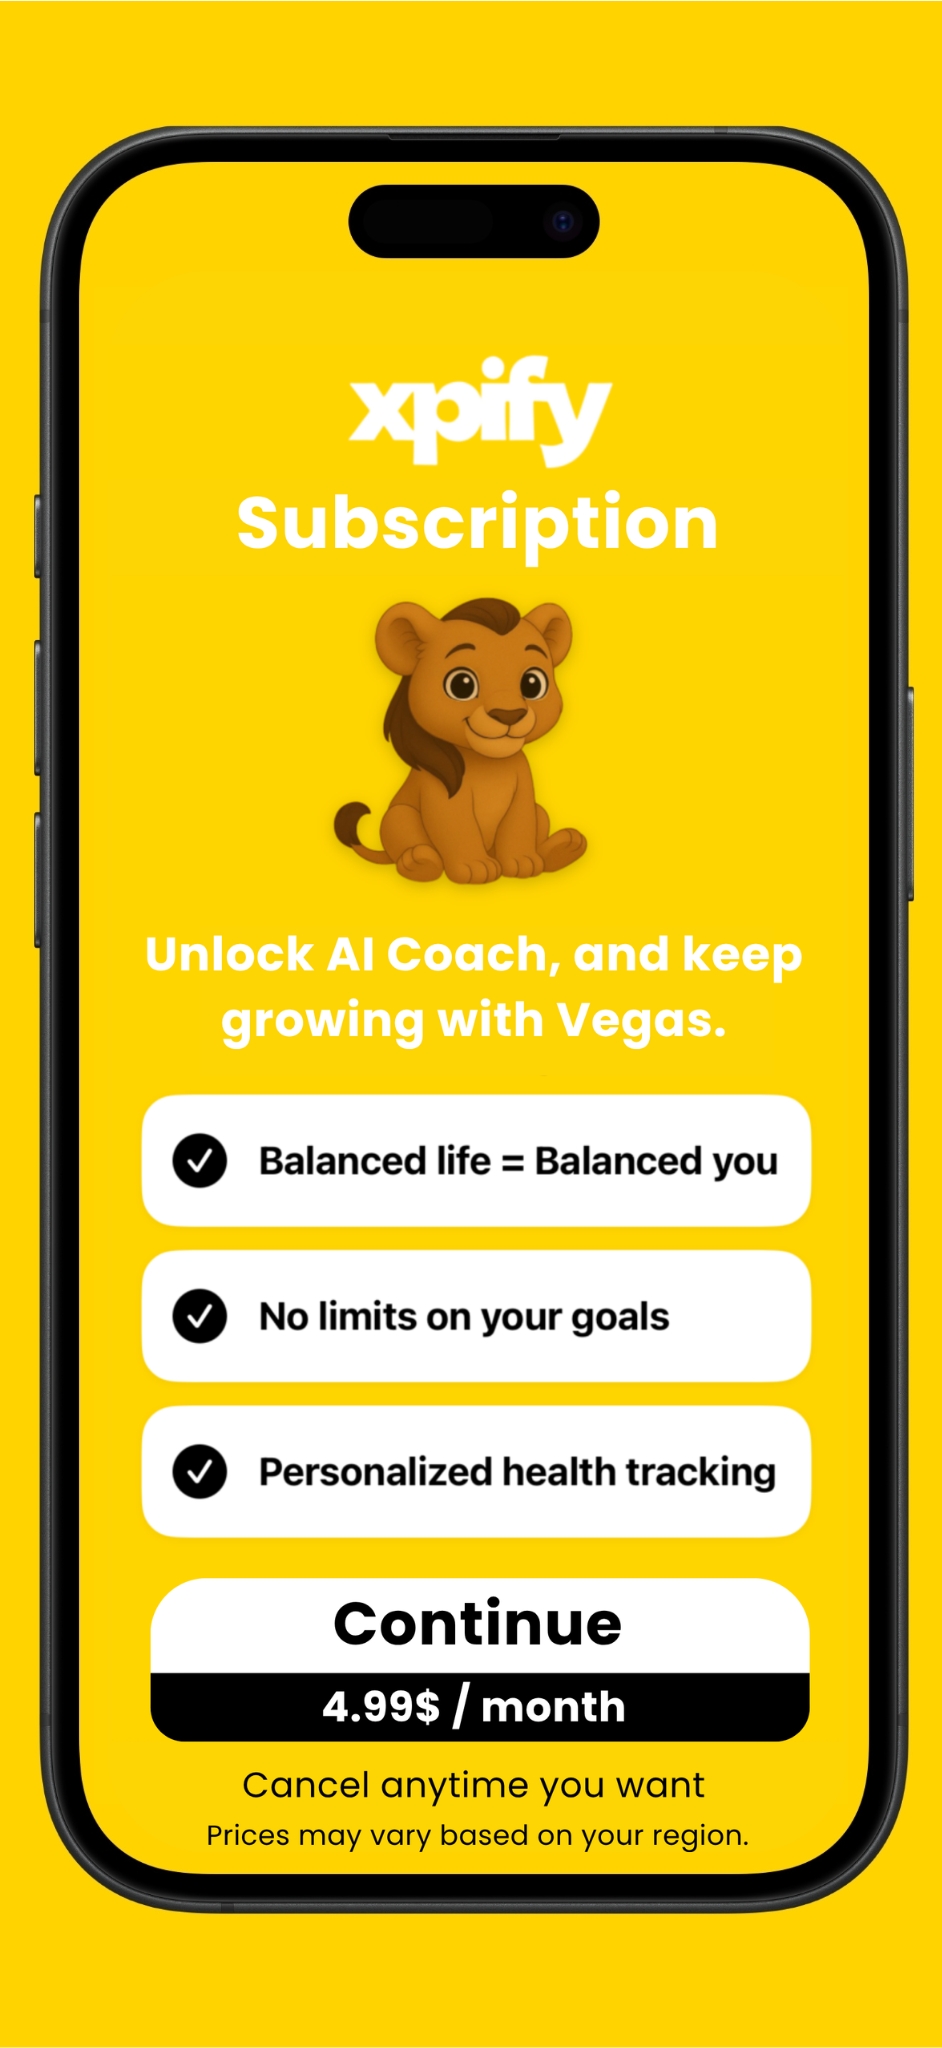 xpify
Subscription
Unlock AI Coach, and keep
growing with Vegas.
Balanced life = Balanced you
No limits on your goals
Personalized health tracking
Continue
4.99$ / month
Cancel anytime you want
Prices may vary based on your region.